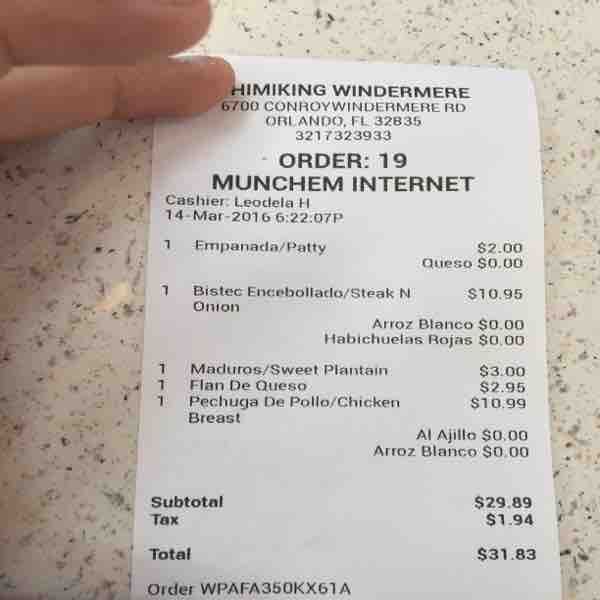 HIMIKING WINDERMERE
6700 CONROYWINDERMERE RD
ORLANDO, FL 32835
3217323933
ORDER: 19
MUNCHEM INTERNET
Cashier: Leodela H
14-Mar-2016 6:22:07P
1 Empanada/Patty $2.00
Queso $0.00
1 Bistec Encebollado/Steak N $10.95
Onion
Arroz Blanco $0.00
Habichuelas Rojas $0.00
1 Maduros/Sweet Plantain $3.00
1 Flan De Queso $2.95
1 Pechuga De Pollo/Chicken $10.99
Breast
Al Ajillo $0.00
Arroz Blanco $0.00
Subtotal $29.89
Tax $1.94
Total $31.83
Order WPAFA350KX61A